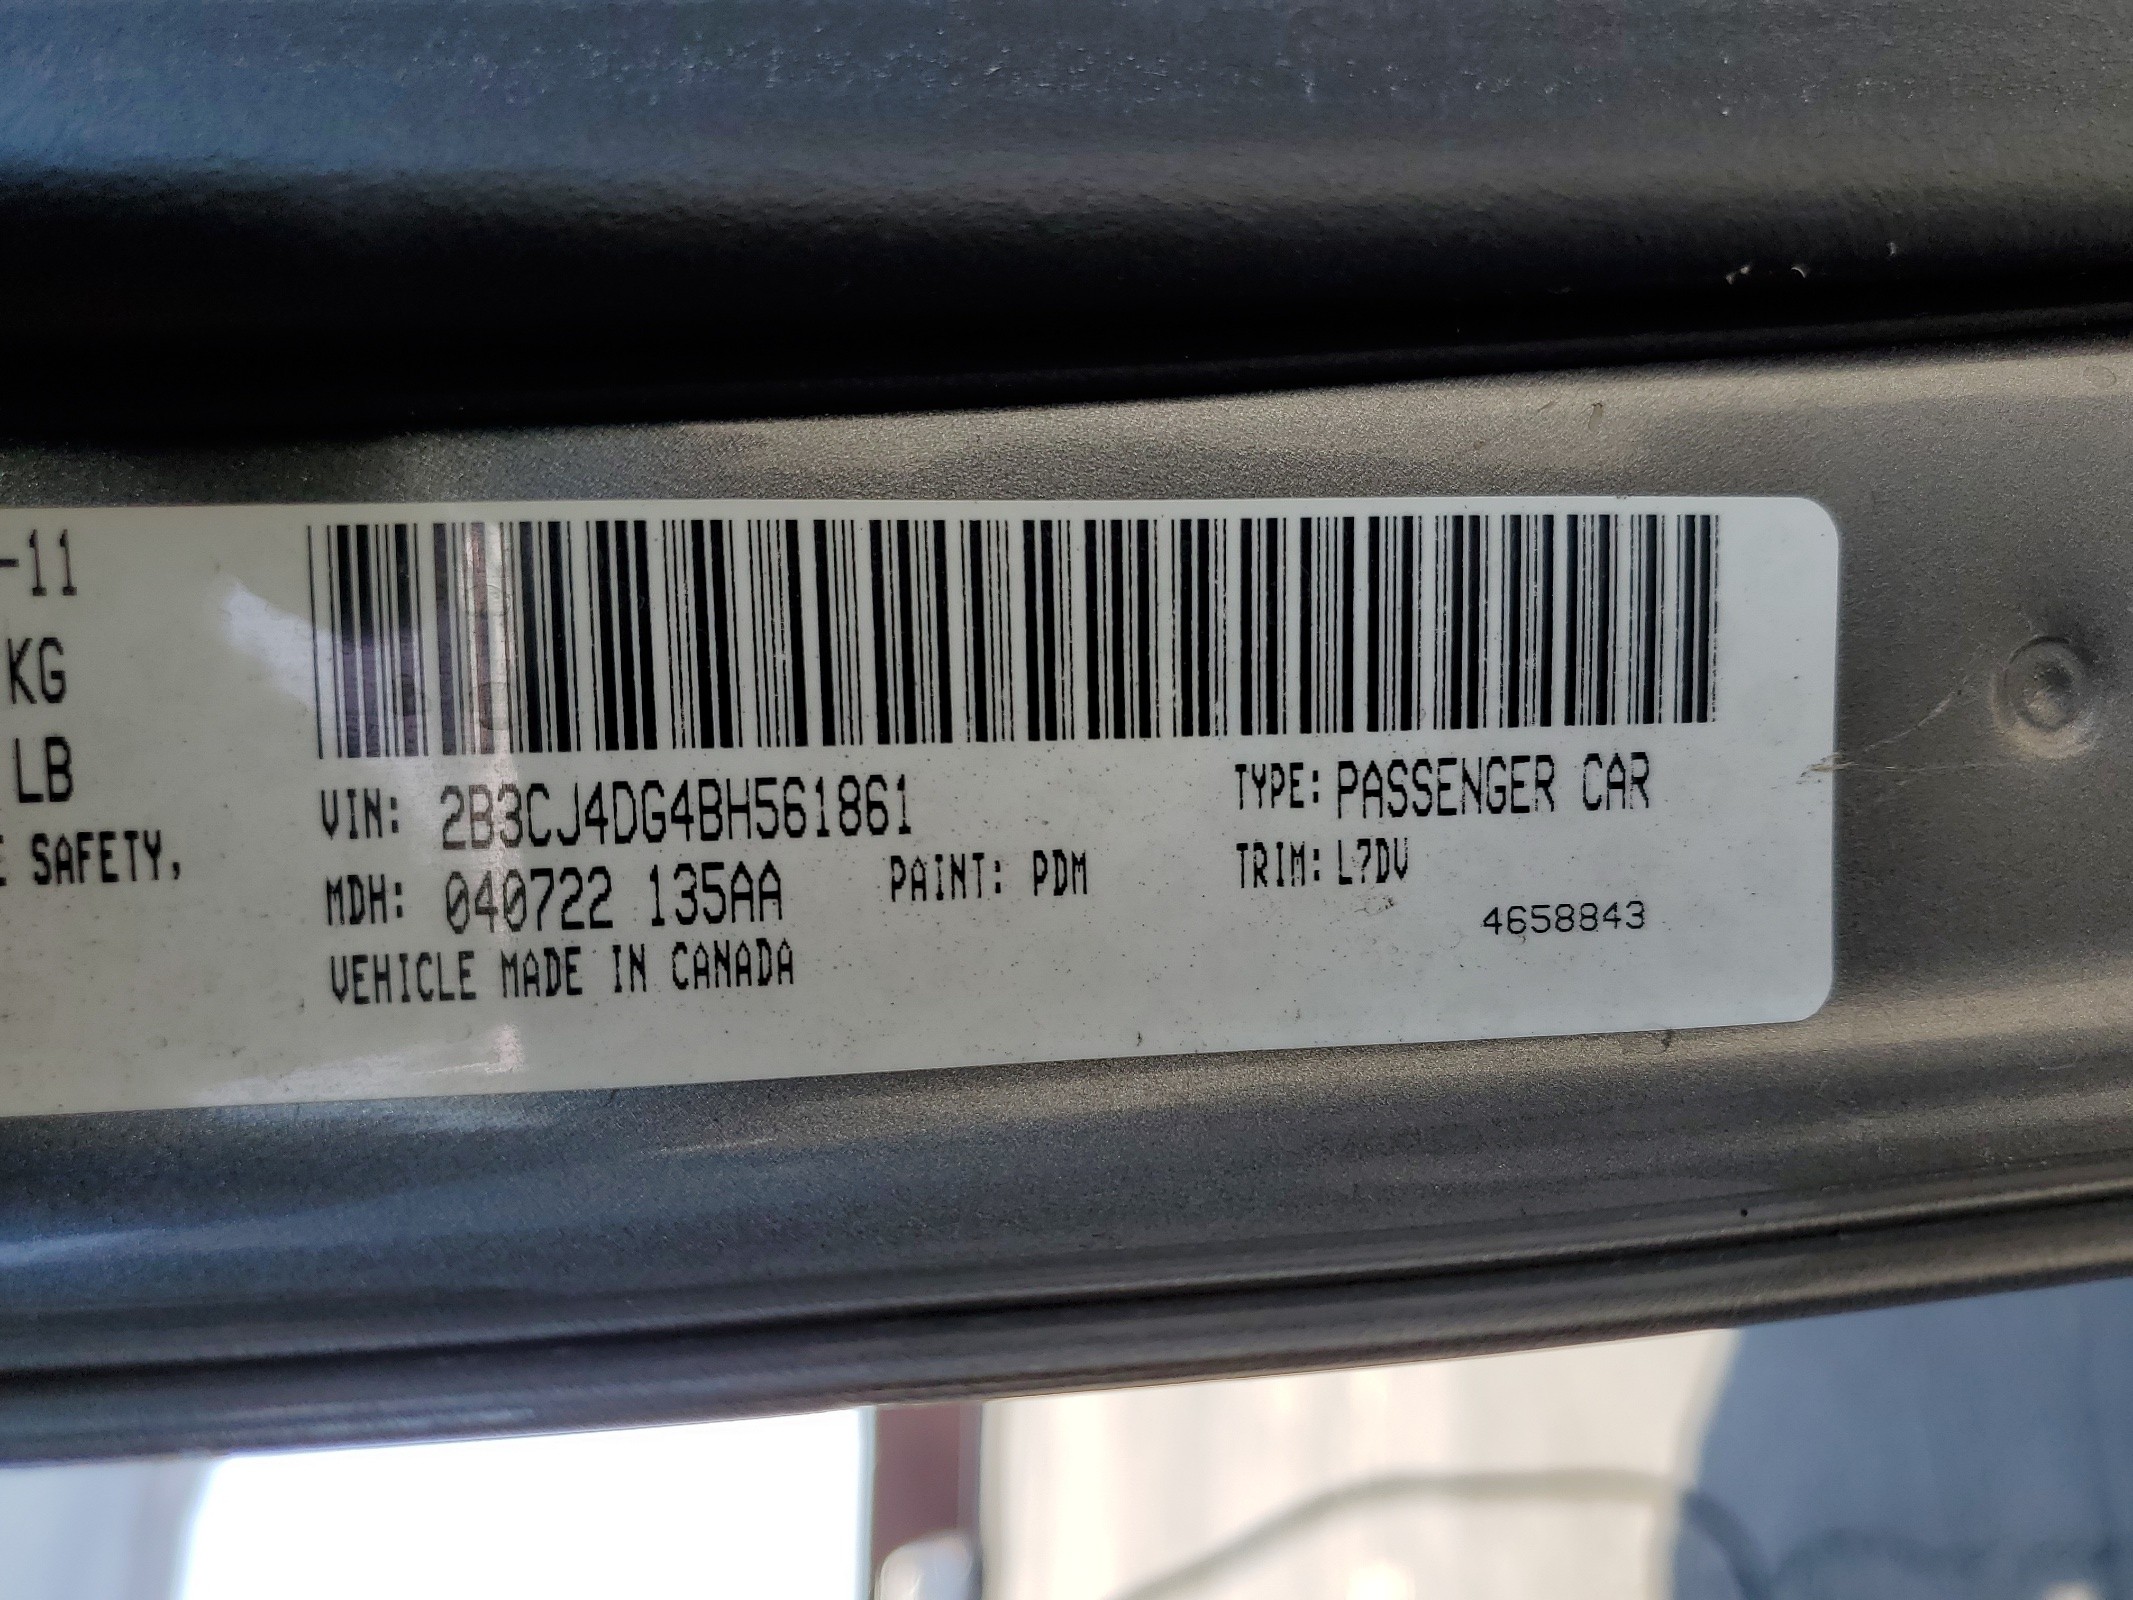 -11
KG
LB
SAFETY,
VIN: 2B3CJ4DG4BH561861
TYPE: PASSENGER CAR
MDH: 040722 135AA
PAINT: PDM
TRIM: L7DV
4658843
VEHICLE MADE IN CANADA